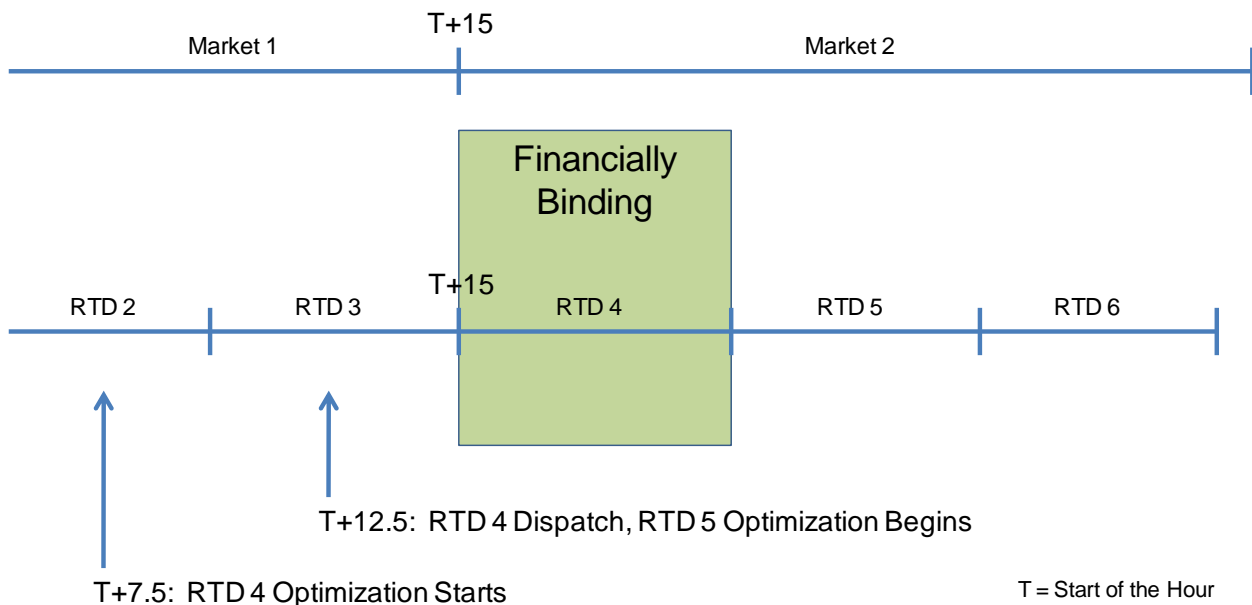 T+15
Market 1
Market 2
Financially
Binding
T+15
RTD 2
RTD 3
RTD 4
RTD 5
RTD 6
T+12.5: RTD 4 Dispatch, RTD 5 Optimization Begins
T+7.5: RTD 4 Optimization Starts
T = Start of the Hour